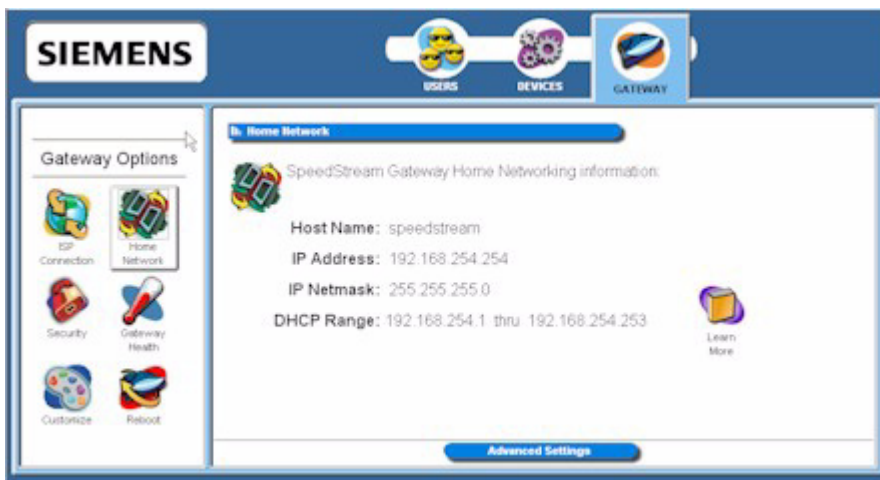 SIEMENS
USERS
DEVICES
GATEWAY
Gateway Options
ISP
Connection
Home
Network
Security
Gateway
Health
Customize
Reboot
Home Network
SpeedStream Gateway Home Networking information:
Host Name: speedstream
IP Address: 192.168.254.254
IP Netmask: 255.255.255.0
DHCP Range: 192.168.254.1 thru 192.168.254.253
Learn
More
Advanced Settings